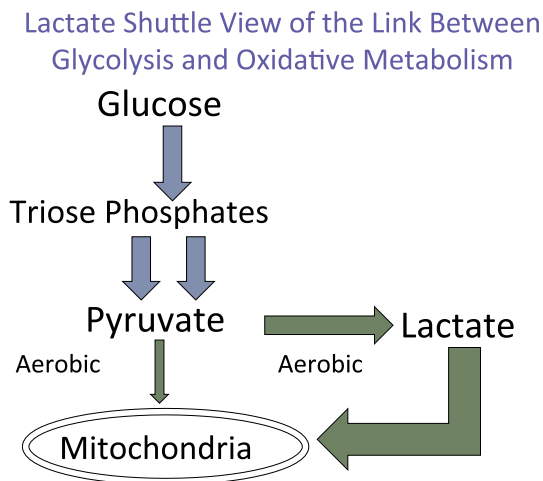 Lactate Shuttle View of the Link Between
Glycolysis and Oxidative Metabolism
Glucose
Triose Phosphates
Pyruvate
Lactate
Aerobic
Aerobic
Mitochondria